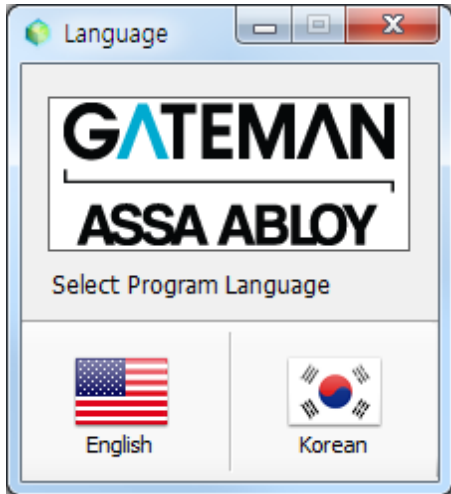 Language
GATEMAN
ASSA ABLOY
Select Program Language
English
Korean